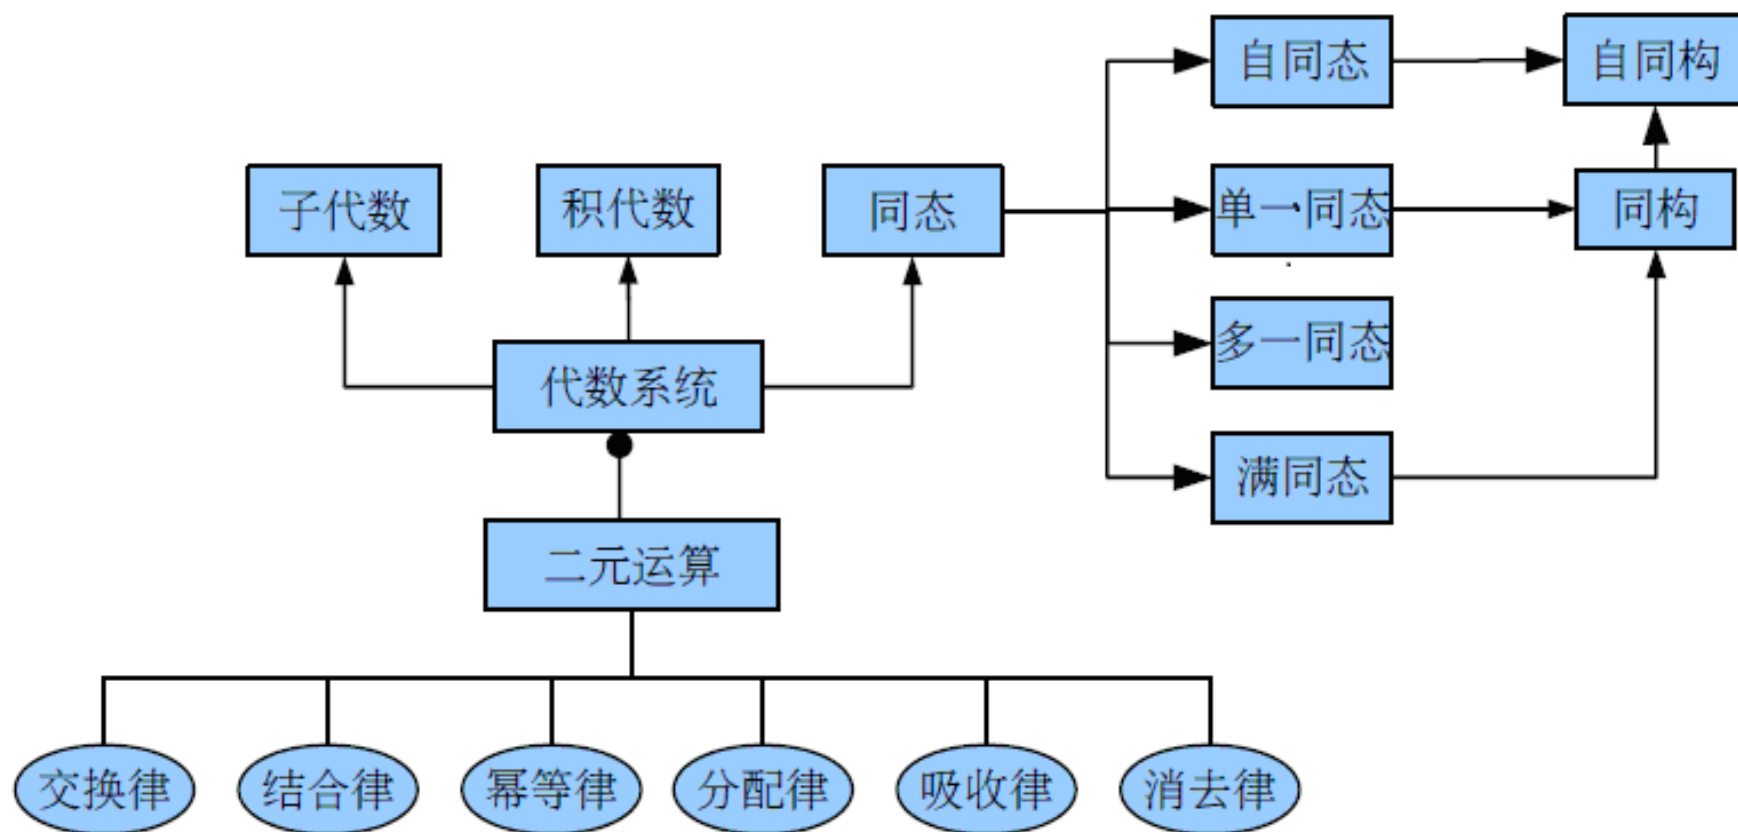 自同态
自同构
子代数
积代数
同态
单一同态
同构
多一同态
代数系统
满同态
二元运算
交换律
结合律
幂等律
分配律
吸收律
消去律